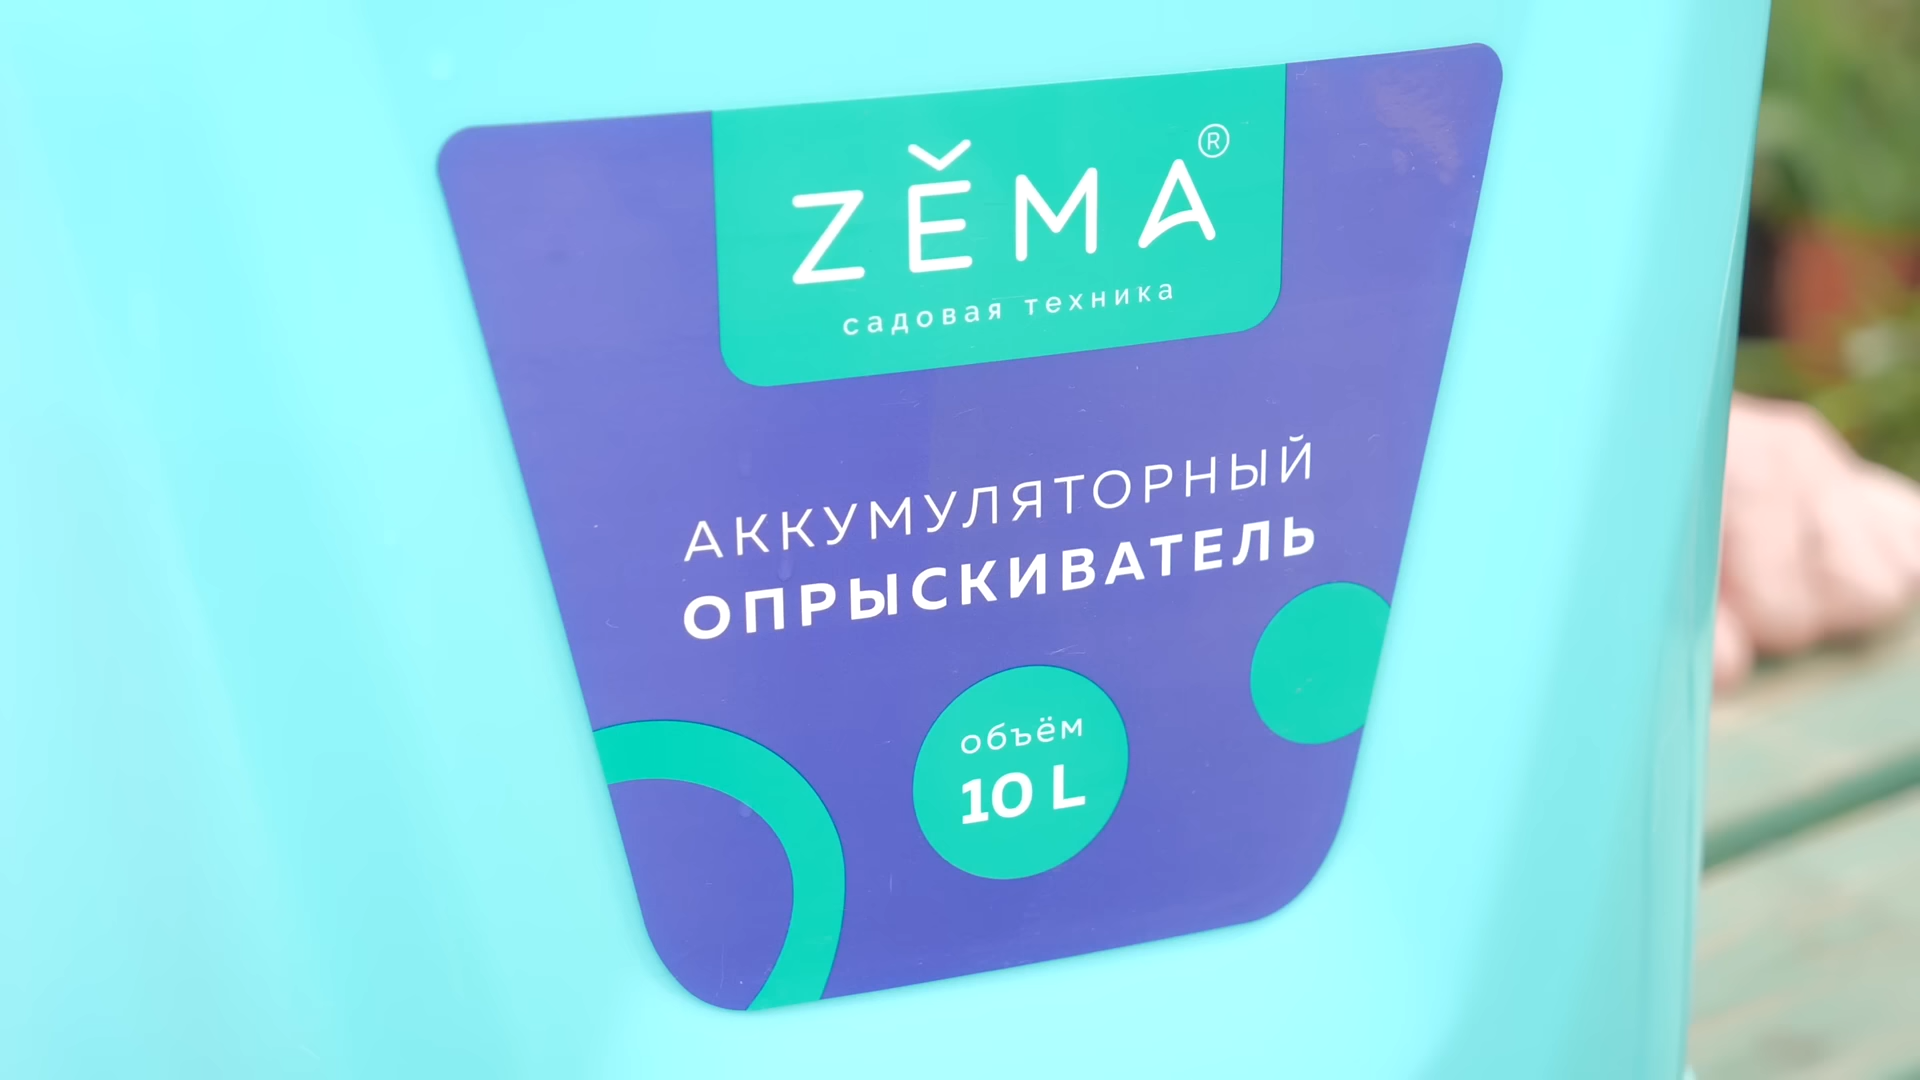 ZĚMA®
садовая техника
АККУМУЛЯТОРНЫЙ
ОПРЫСКИВАТЕЛЬ
объём
10 L